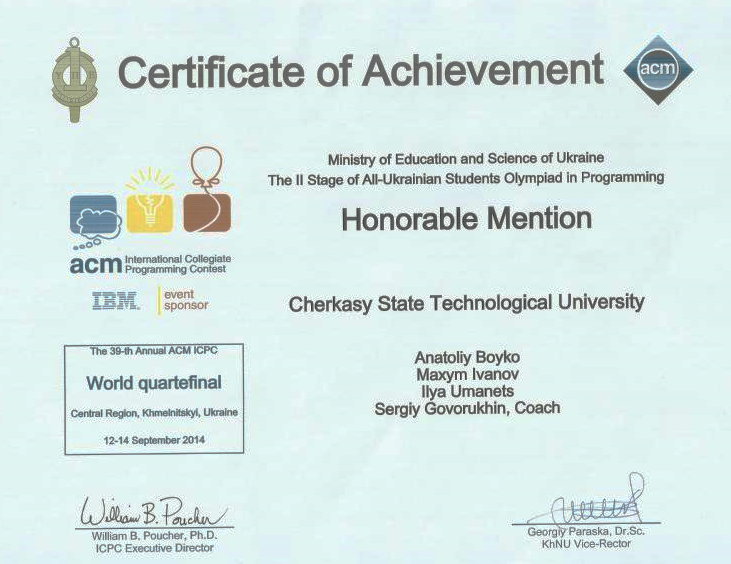 Certificate of Achievement
acm
Ministry of Education and Science of Ukraine
The II Stage of All-Ukrainian Students Olympiad in Programming
Honorable Mention
acm International Collegiate
Programming Contest
IBM. event
sponsor
Cherkasy State Technological University
The 39-th Annual ACM ICPC
World quartefinal
Central Region, Khmelnitskyi, Ukraine
12-14 September 2014
Anatoliy Boyko
Maxym Ivanov
Ilya Umanets
Sergiy Govorukhin, Coach
William B. Poucher
William B. Poucher, Ph.D.
ICPC Executive Director
Georgiy Paraska, Dr.Sc.
KhNU Vice-Rector